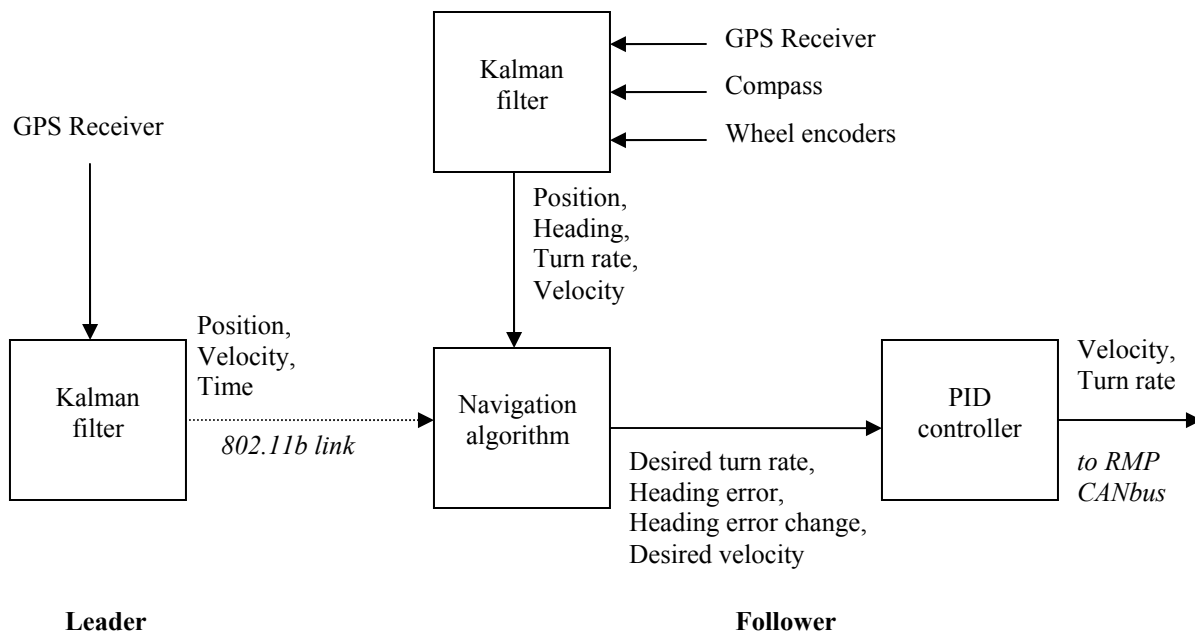 GPS Receiver
Kalman
filter
Compass
Wheel encoders
GPS Receiver
Position,
Heading,
Turn rate,
Velocity
Position,
Velocity,
Time
Kalman
filter
802.11b link
Navigation
algorithm
Desired turn rate,
Heading error,
Heading error change,
Desired velocity
PID
controller
Velocity,
Turn rate
to RMP
CANbus
Leader
Follower